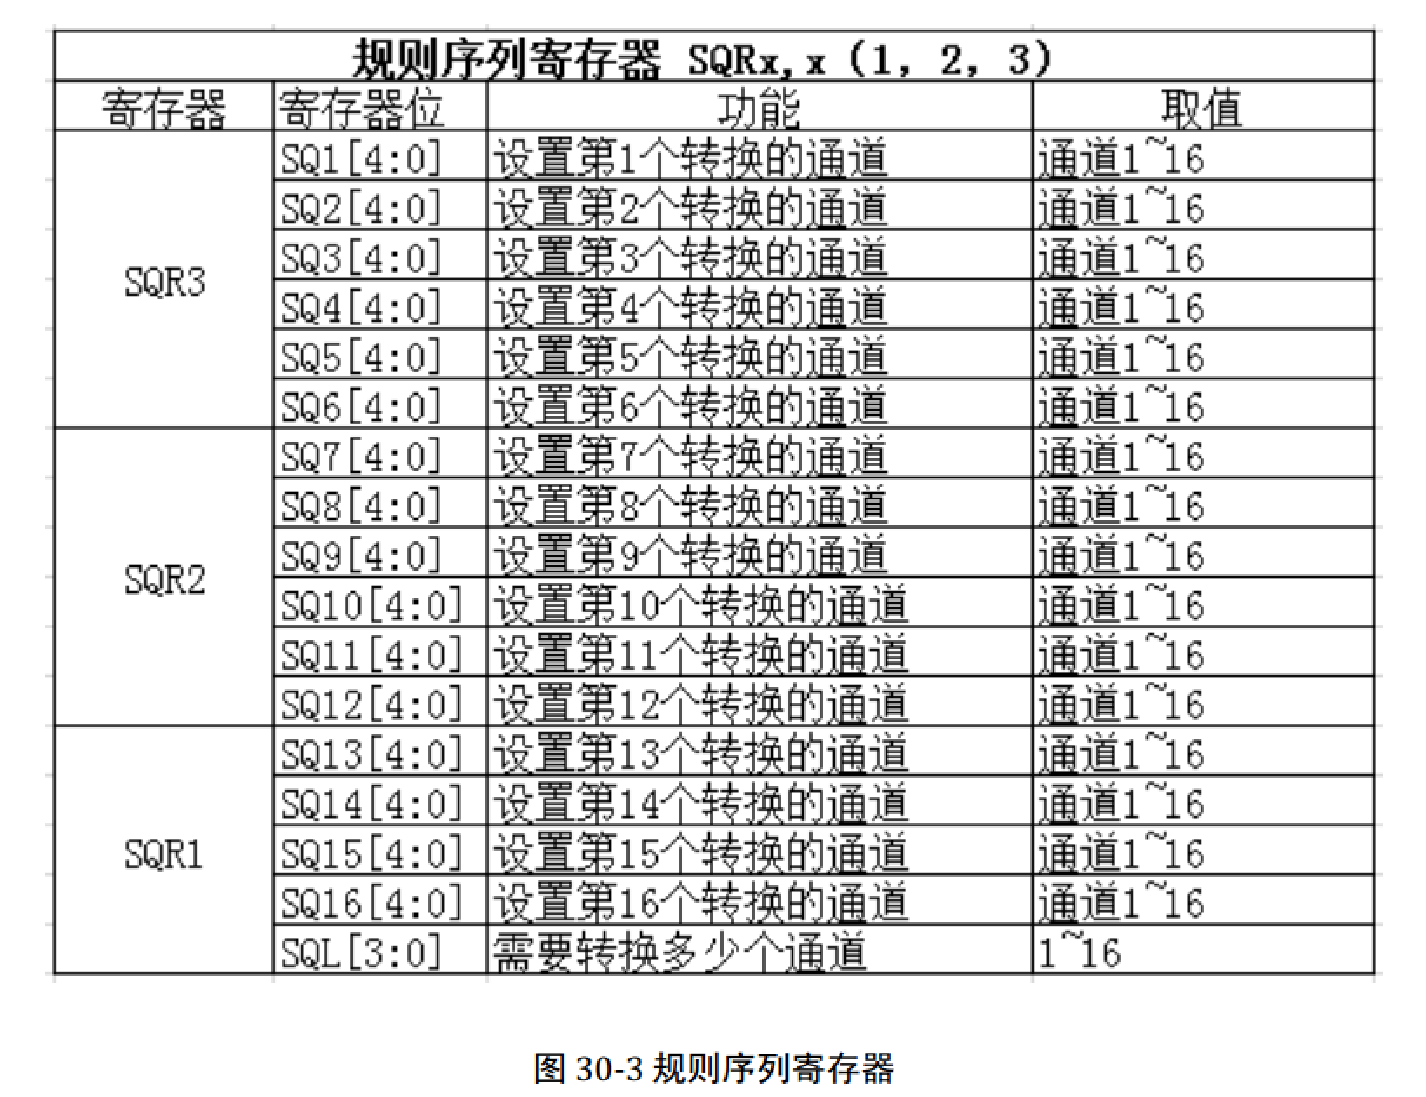 规则序列寄存器 SQRx,x (1, 2, 3)
寄存器 寄存器位 功能 取值
SQR3
SQ1[4:0] 设置第1个转换的通道 通道1~16
SQ2[4:0] 设置第2个转换的通道 通道1~16
SQ3[4:0] 设置第3个转换的通道 通道1~16
SQ4[4:0] 设置第4个转换的通道 通道1~16
SQ5[4:0] 设置第5个转换的通道 通道1~16
SQ6[4:0] 设置第6个转换的通道 通道1~16
SQR2
SQ7[4:0] 设置第7个转换的通道 通道1~16
SQ8[4:0] 设置第8个转换的通道 通道1~16
SQ9[4:0] 设置第9个转换的通道 通道1~16
SQ10[4:0] 设置第10个转换的通道 通道1~16
SQ11[4:0] 设置第11个转换的通道 通道1~16
SQ12[4:0] 设置第12个转换的通道 通道1~16
SQR1
SQ13[4:0] 设置第13个转换的通道 通道1~16
SQ14[4:0] 设置第14个转换的通道 通道1~16
SQ15[4:0] 设置第15个转换的通道 通道1~16
SQ16[4:0] 设置第16个转换的通道 通道1~16
SQL[3:0] 需要转换多少个通道 1~16
图 30-3 规则序列寄存器